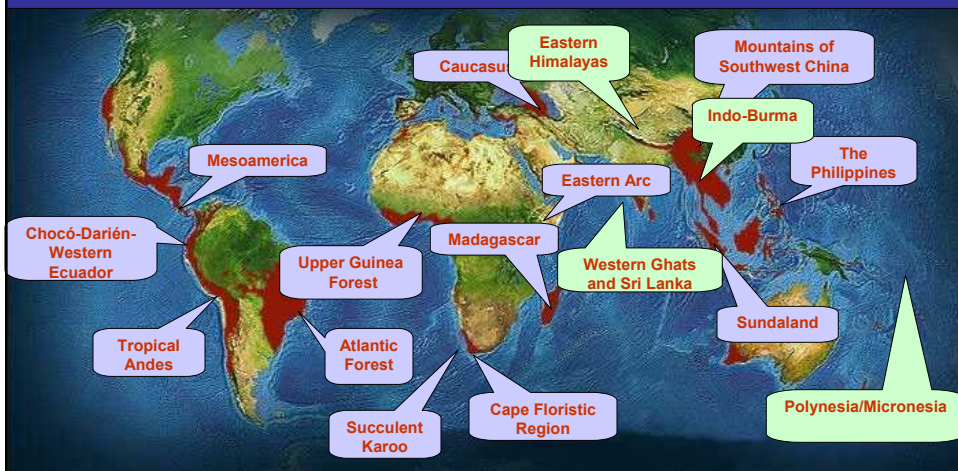 Eastern
Himalayas
Caucasus
Mountains of
Southwest China
Indo-Burma
Mesoamerica
The
Philippines
Eastern Arc
Chocó-Darién-
Western
Ecuador
Upper Guinea
Forest
Madagascar
Western Ghats
and Sri Lanka
Sundaland
Tropical
Andes
Atlantic
Forest
Polynesia/Micronesia
Succulent
Karoo
Cape Floristic
Region